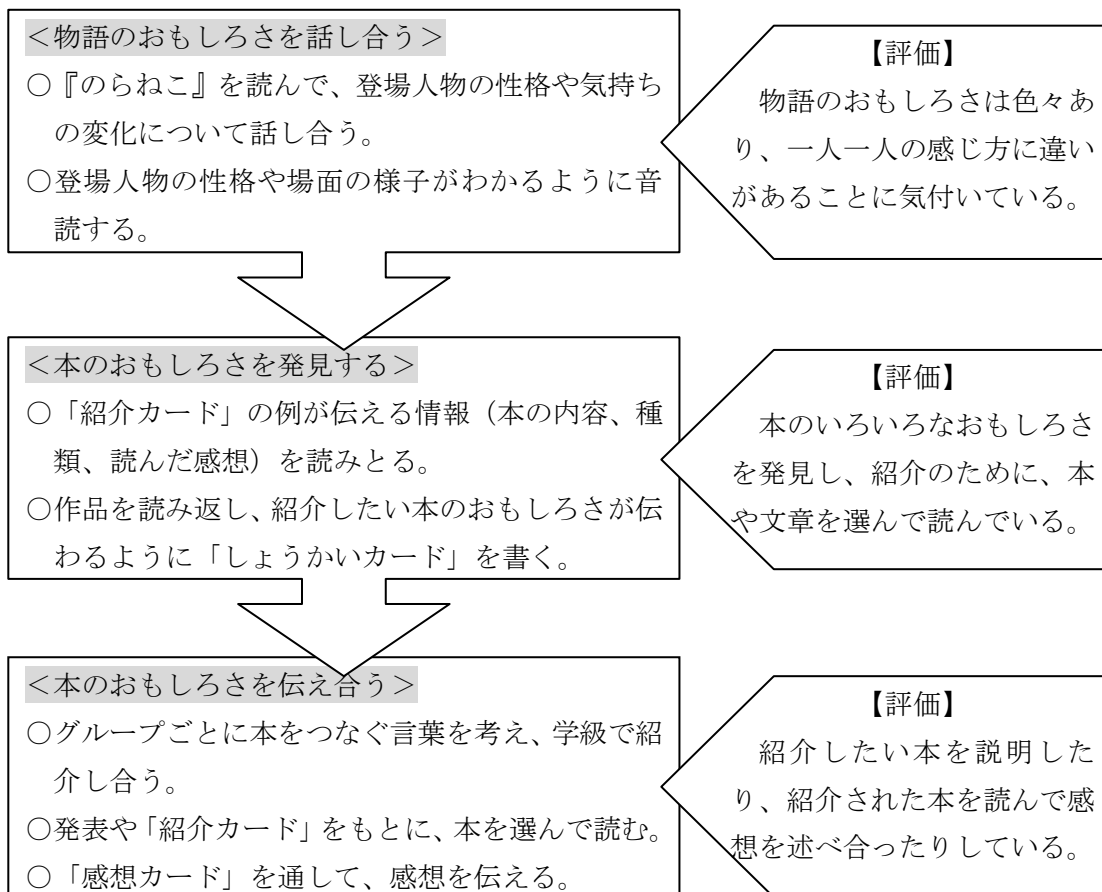 ＜物語のおもしろさを話し合う＞
○『のらねこ』を読んで、登場人物の性格や気持ち
の変化について話し合う。
○登場人物の性格や場面の様子がわかるように音
読する。
【評価】
物語のおもしろさは色々あ
り、一人一人の感じ方に違い
があることに気付いている。
＜本のおもしろさを発見する＞
○「紹介カード」の例が伝える情報（本の内容、種
類、読んだ感想）を読みとる。
○作品を読み返し、紹介したい本のおもしろさが伝
わるように「しょうかいカード」を書く。
【評価】
本のいろいろなおもしろさ
を発見し、紹介のために、本
や文章を選んで読んでいる。
＜本のおもしろさを伝え合う＞
○グループごとに本をつなぐ言葉を考え、学級で紹
介し合う。
○発表や「紹介カード」をもとに、本を選んで読む。
○「感想カード」を通して、感想を伝える。
【評価】
紹介したい本を説明した
り、紹介された本を読んで感
想を述べ合ったりしている。